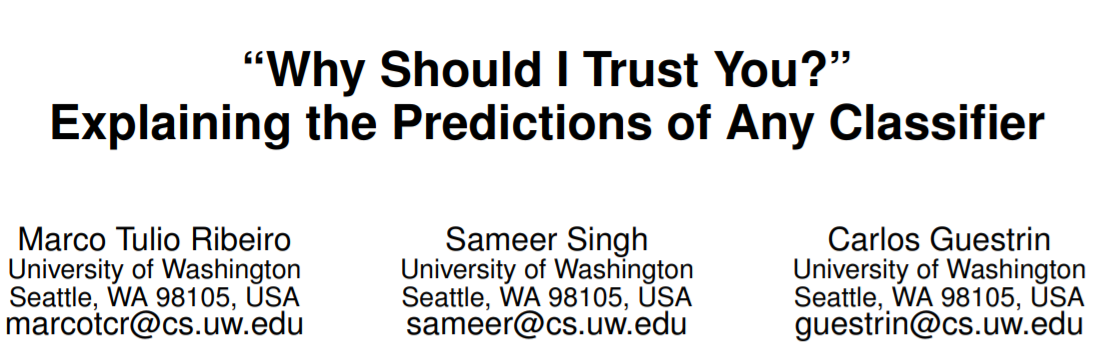 “Why Should I Trust You?”
Explaining the Predictions of Any Classifier
Marco Tulio Ribeiro
University of Washington
Seattle, WA 98105, USA
marcotcr@cs.uw.edu
Sameer Singh
University of Washington
Seattle, WA 98105, USA
sameer@cs.uw.edu
Carlos Guestrin
University of Washington
Seattle, WA 98105, USA
guestrin@cs.uw.edu